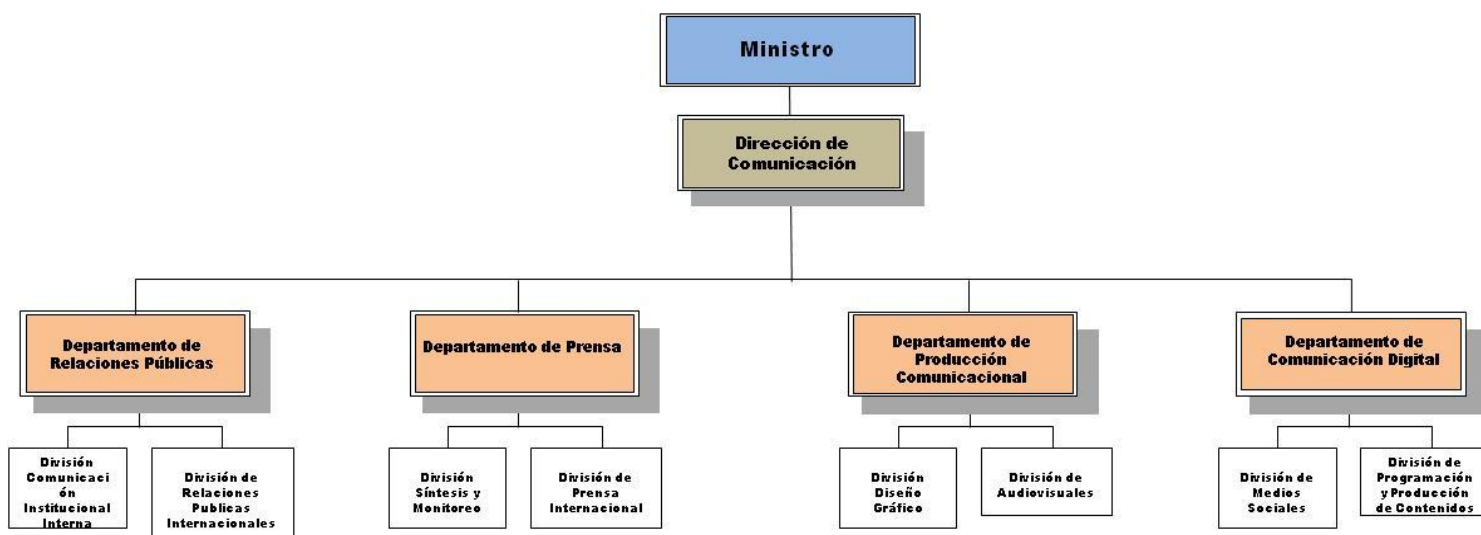 Ministro
Dirección de
Comunicación
Departamento de
Relaciones Públicas
Departamento de Prensa
Departamento de
Producción
Comunicacional
Departamento de
Comunicación Digital
División
Comunicaci
ón
Institucional
Interna
División de
Relaciones
Publicas
Internacionales
División
Síntesis y
Monitoreo
División de
Prensa
Internacional
División
Diseño
Gráfico
División de
Audiovisuales
División de
Medios
Sociales
División de
Programación
y Producción
de Contenidos